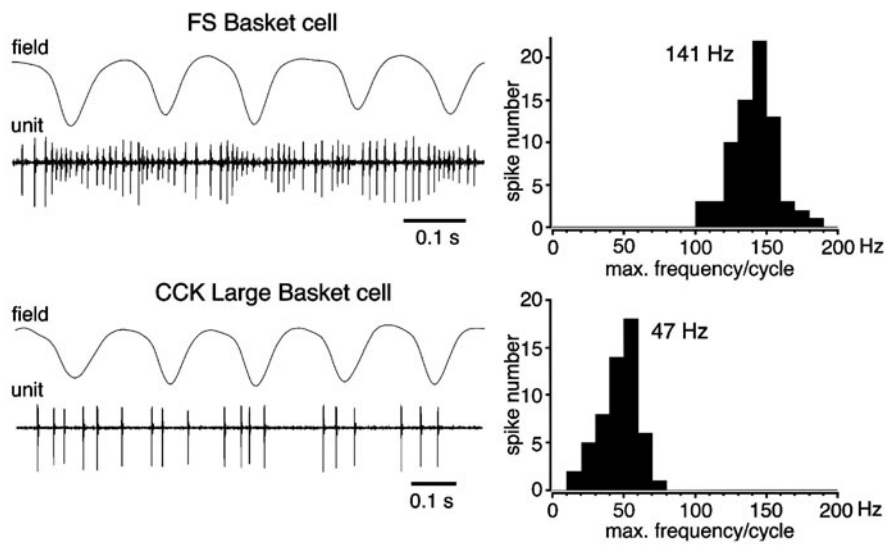 FS Basket cell
field
unit
0.1 s
141 Hz
spike number
20
15
10
5
0
0 50 100 150 200 Hz
max. frequency/cycle
CCK Large Basket cell
field
unit
0.1 s
47 Hz
spike number
20
15
10
5
0
0 50 100 150 200 Hz
max. frequency/cycle